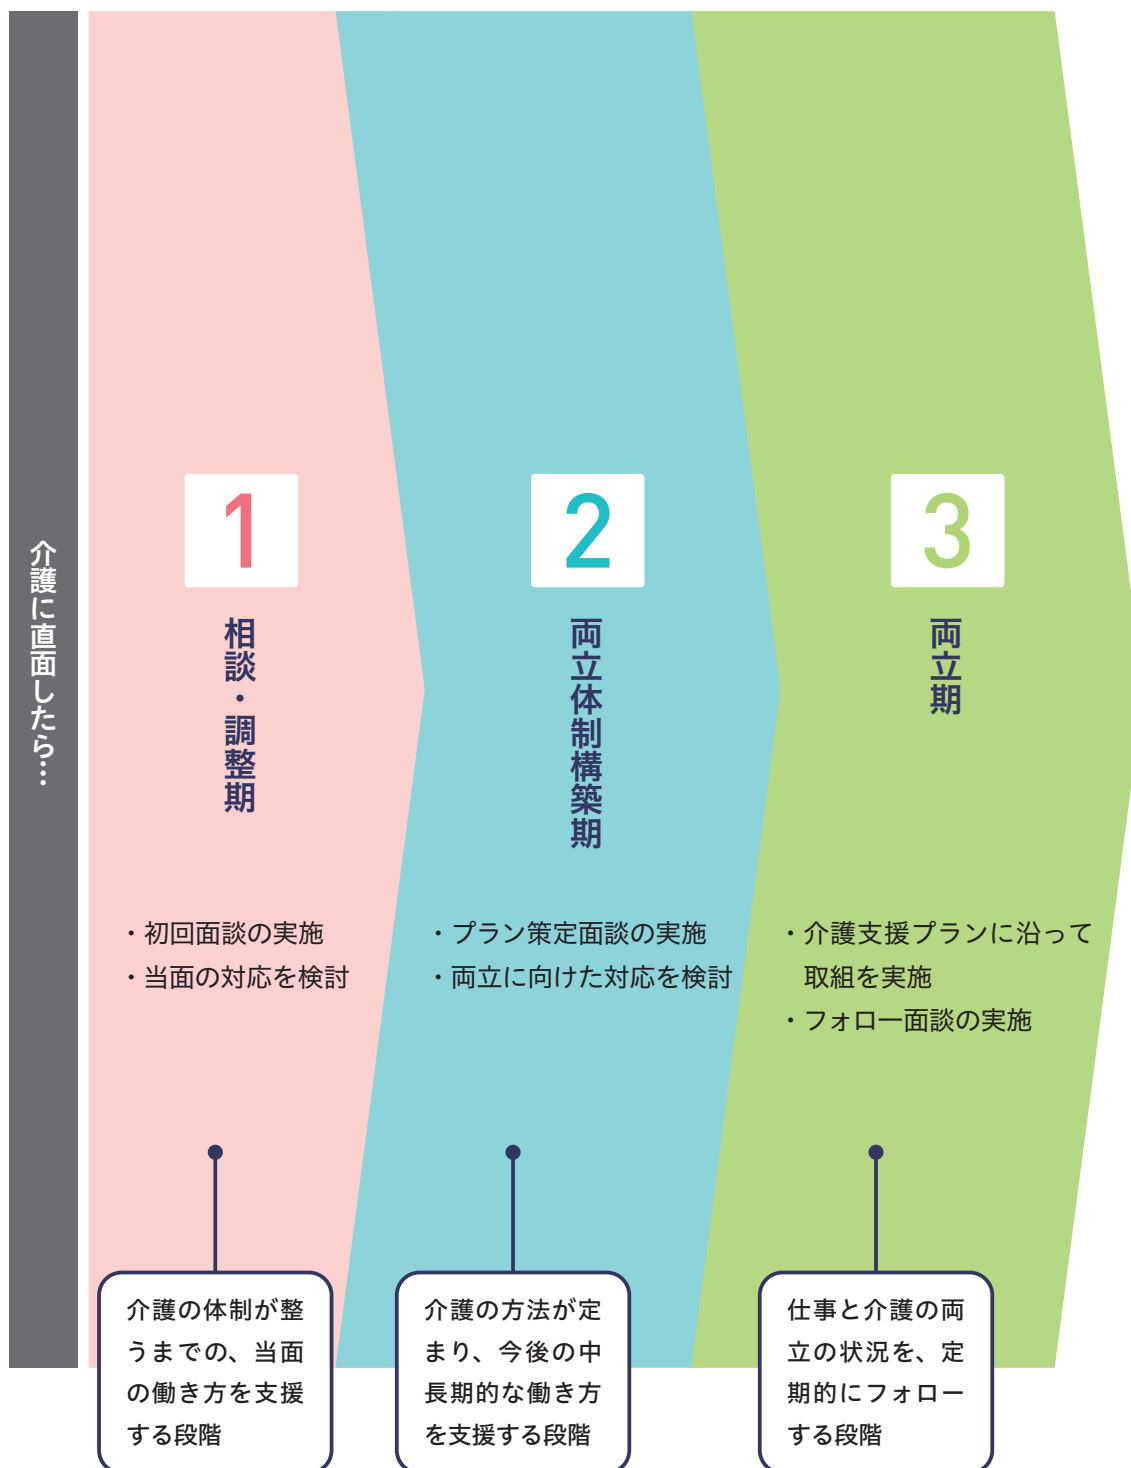 介護に直面したら…
1
相談・調整期
・初回面談の実施
・当面の対応を検討
介護の体制が整
うまでの、当面
の働き方を支援
する段階
2
両立体制構築期
・プラン策定面談の実施
・両立に向けた対応を検討
介護の方法が定
まり、今後の中
長期的な働き方
を支援する段階
3
両立期
・介護支援プランに沿って
取組を実施
・フォロー面談の実施
仕事と介護の両
立の状況を、定
期的にフォロー
する段階